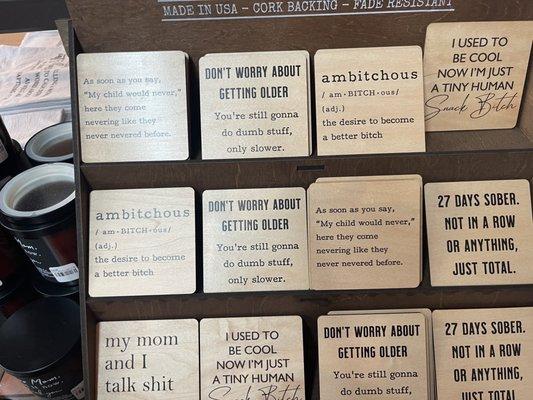 MADE IN USA – CORK BACKING – FADE RESISTANT
As soon as you say,
"My child would never,"
here they come
nevering like they
never nevered before.
DON'T WORRY ABOUT
GETTING OLDER
You're still gonna
do dumb stuff,
only slower.
ambitchous
/ am·BITCH·ous/
(adj.)
the desire to become
a better bitch
I USED TO
BE COOL
NOW I'M JUST
A TINY HUMAN
Snack Bitch
ambitchous
/ am·BITCH·ous/
(adj.)
the desire to become
a better bitch
DON'T WORRY ABOUT
GETTING OLDER
You're still gonna
do dumb stuff,
only slower.
As soon as you say,
"My child would never,"
here they come
nevering like they
never nevered before.
27 DAYS SOBER.
NOT IN A ROW
OR ANYTHING,
JUST TOTAL.
my mom
and I
talk shit
I USED TO
BE COOL
NOW I'M JUST
A TINY HUMAN
Snack Bitch
DON'T WORRY ABOUT
GETTING OLDER
You're still gonna
do dumb stuff,
27 DAYS SOBER.
NOT IN A ROW
OR ANYTHING,
JUST TOTAL.
Mom,
Mom,